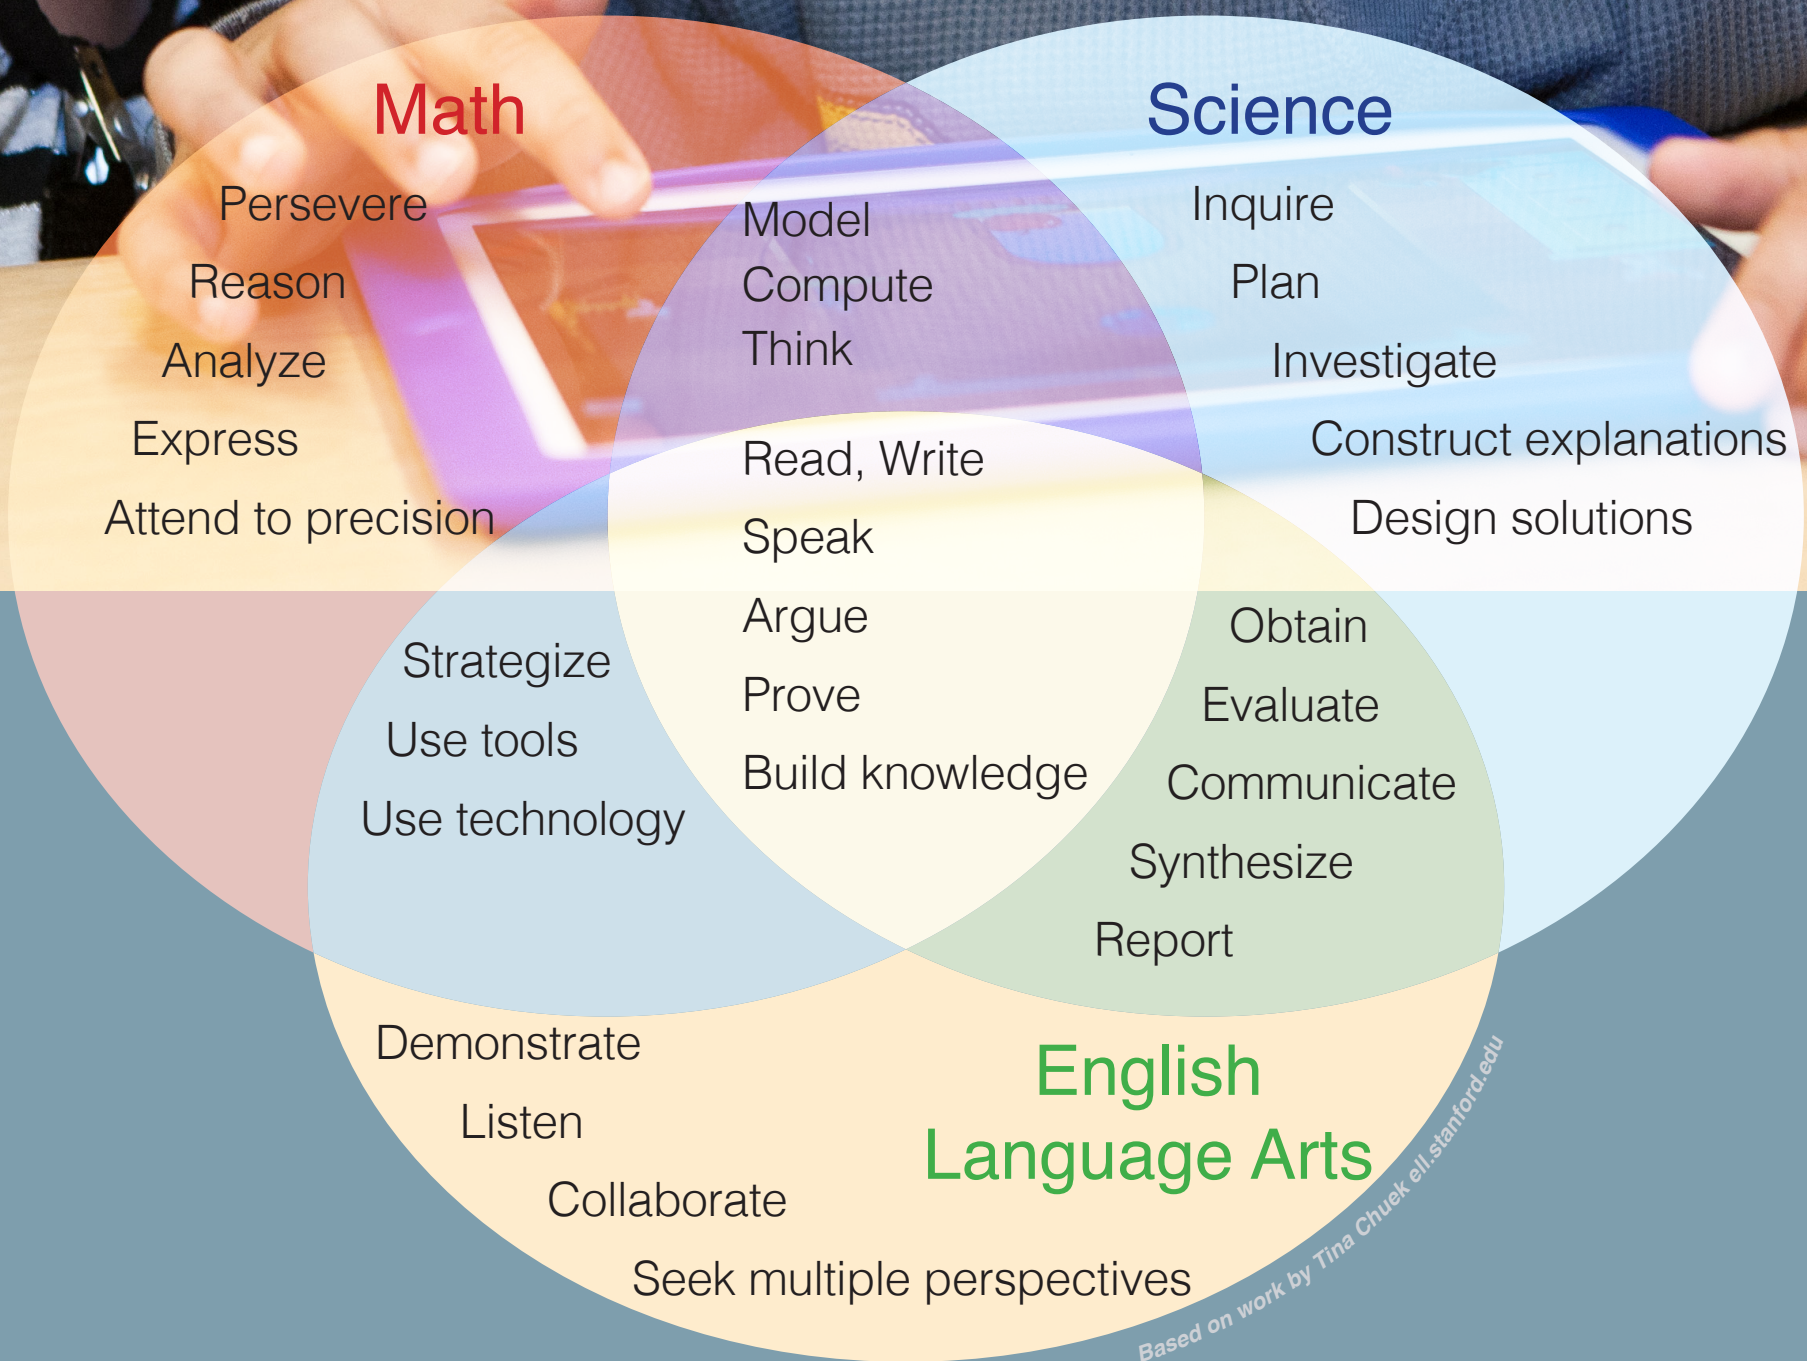 Math
Persevere
Reason
Analyze
Express
Attend to precision
Model
Compute
Think
Science
Inquire
Plan
Investigate
Construct explanations
Design solutions
Read, Write
Speak
Argue
Prove
Build knowledge
Strategize
Use tools
Use technology
Obtain
Evaluate
Communicate
Synthesize
Report
Demonstrate
Listen
Collaborate
Seek multiple perspectives
English
Language Arts
Based on work by Tina Chuek ell.stanford.edu